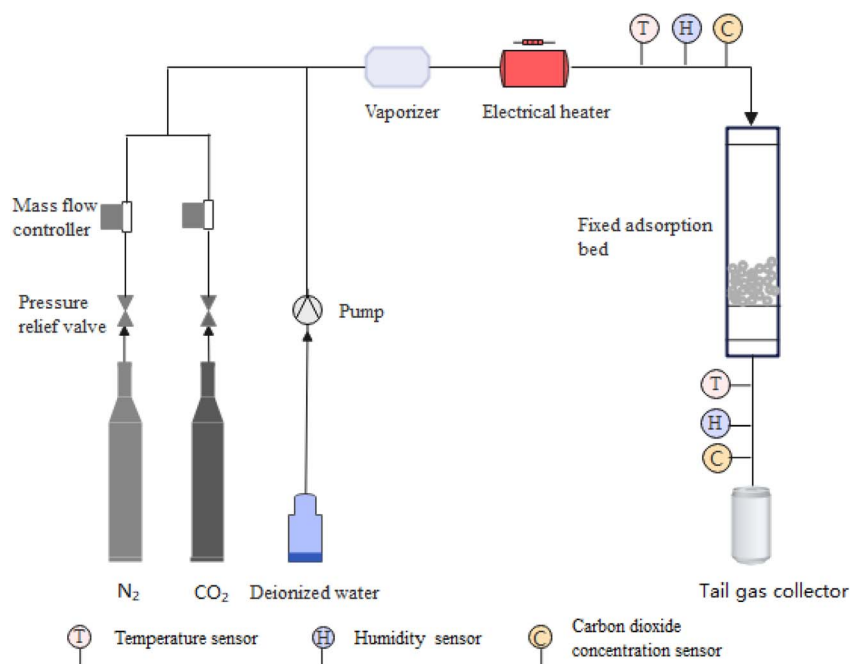 T H C
Vaporizer
Electrical heater
Mass flow
controller
Fixed adsorption
bed
Pressure
relief valve
Pump
T
H
C
N₂ CO₂ Deionized water
Tail gas collector
T Temperature sensor H Humidity sensor C Carbon dioxide
concentration sensor